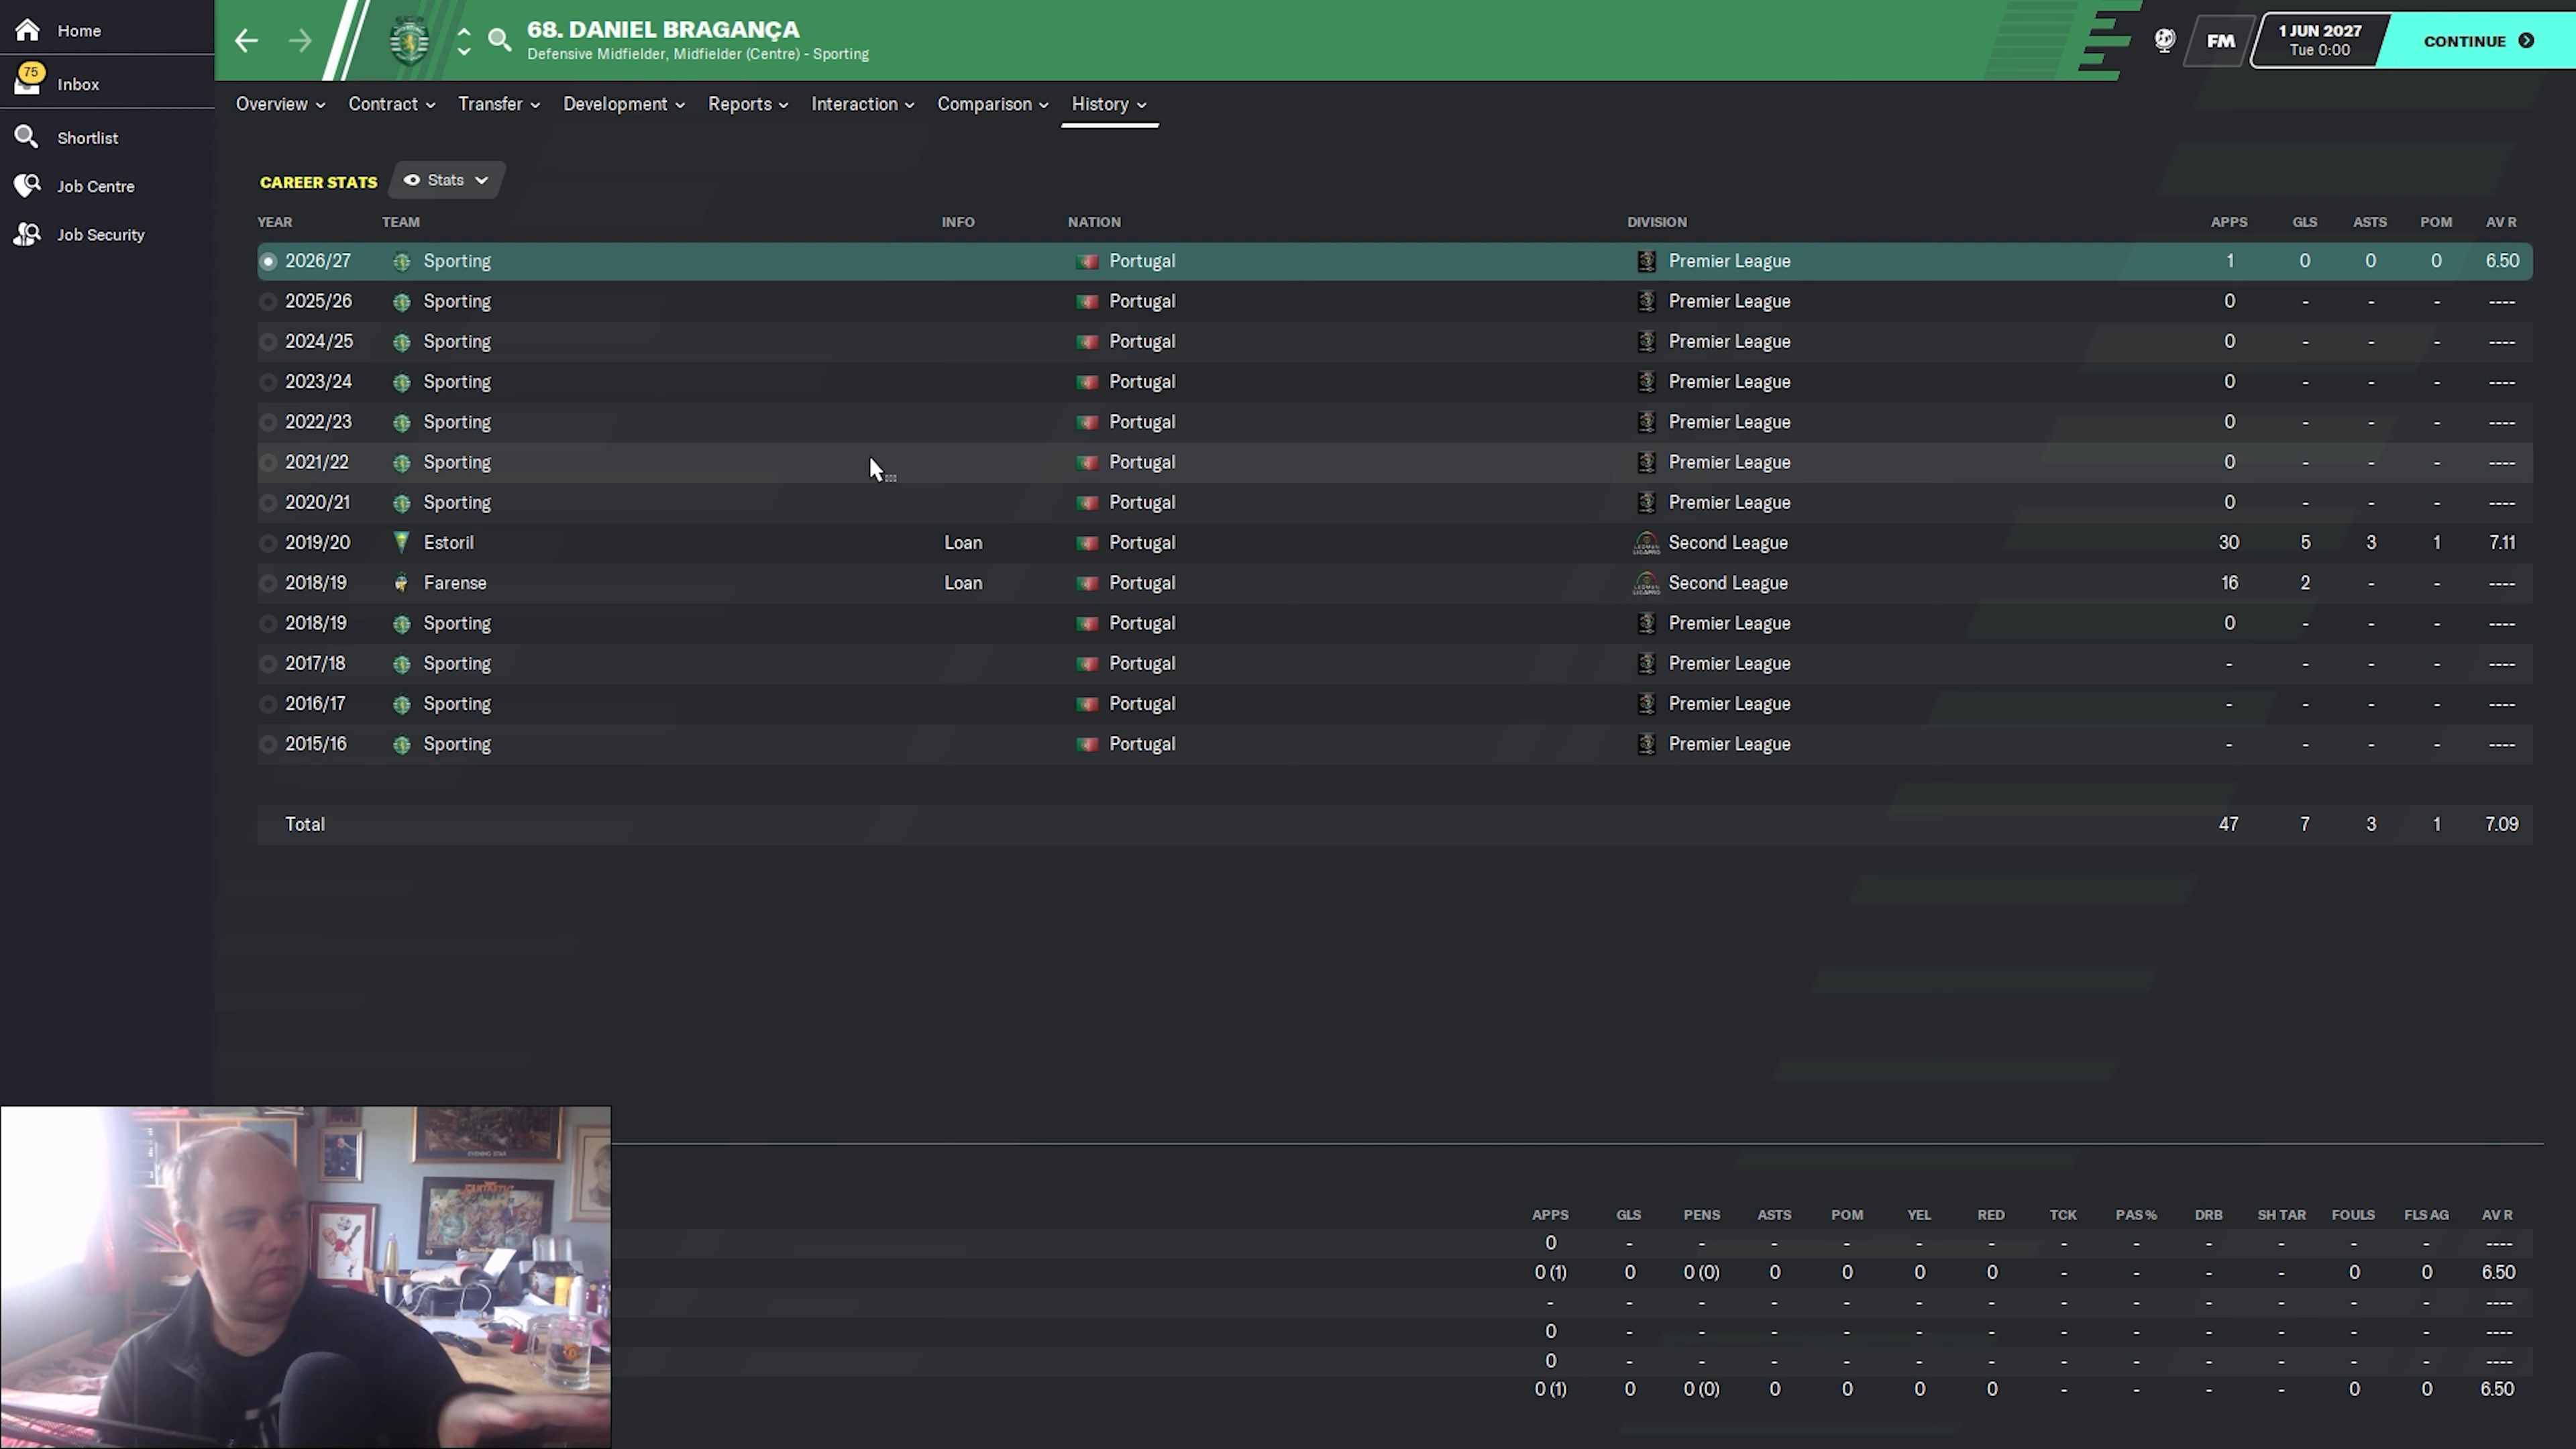 Home
75
Inbox
Shortlist
Job Centre
Job Security
68. DANIEL BRAGANÇA
Defensive Midfielder, Midfielder (Centre) - Sporting
FM
1 JUN 2027
Tue 0:00
CONTINUE
Overview Contract Transfer Development Reports Interaction Comparison History
CAREER STATS Stats
YEAR TEAM INFO NATION DIVISION APPS GLS ASTS POM AV R
2026/27 Sporting Portugal Premier League 1 0 0 0 6.50
2025/26 Sporting Portugal Premier League 0 - - - ----
2024/25 Sporting Portugal Premier League 0 - - - ----
2023/24 Sporting Portugal Premier League 0 - - - ----
2022/23 Sporting Portugal Premier League 0 - - - ----
2021/22 Sporting Portugal Premier League 0 - - - ----
2020/21 Sporting Portugal Premier League 0 - - - ----
2019/20 Estoril Loan Portugal Second League 30 5 3 1 7.11
2018/19 Farense Loan Portugal Second League 16 2 - - ----
2018/19 Sporting Portugal Premier League 0 - - - ----
2017/18 Sporting Portugal Premier League - - - - ----
2016/17 Sporting Portugal Premier League - - - - ----
2015/16 Sporting Portugal Premier League - - - - ----
Total 47 7 3 1 7.09
APPS GLS PENS ASTS POM YEL RED TCK PAS % DRB SH TAR FOULS FLS AG AV R
0 - - - - - - - - - - - - ----
0 (1) 0 0 (0) 0 0 0 0 - - - - 0 0 6.50
- - - - - - - - - - - - - ----
0 - - - - - - - - - - - - ----
0 - - - - - - - - - - - - ----
0 (1) 0 0 (0) 0 0 0 0 - - - - 0 0 6.50
EVENING STAR